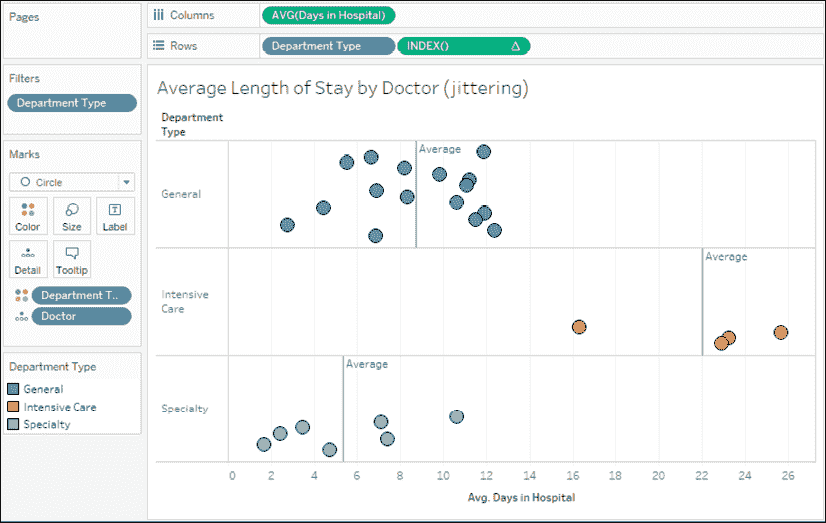 Pages
Columns
AVG(Days in Hospital)
Rows
Department Type
INDEX()
Filters
Department Type
Marks
Circle
Color
Size
Label
Detail
Tooltip
Department T..
Doctor
Department Type
General
Intensive Care
Specialty
Average Length of Stay by Doctor (jittering)
Department
Type
General
Average
Intensive
Care
Average
Specialty
Average
0 2 4 6 8 10 12 14 16 18 20 22 24 26
Avg. Days in Hospital